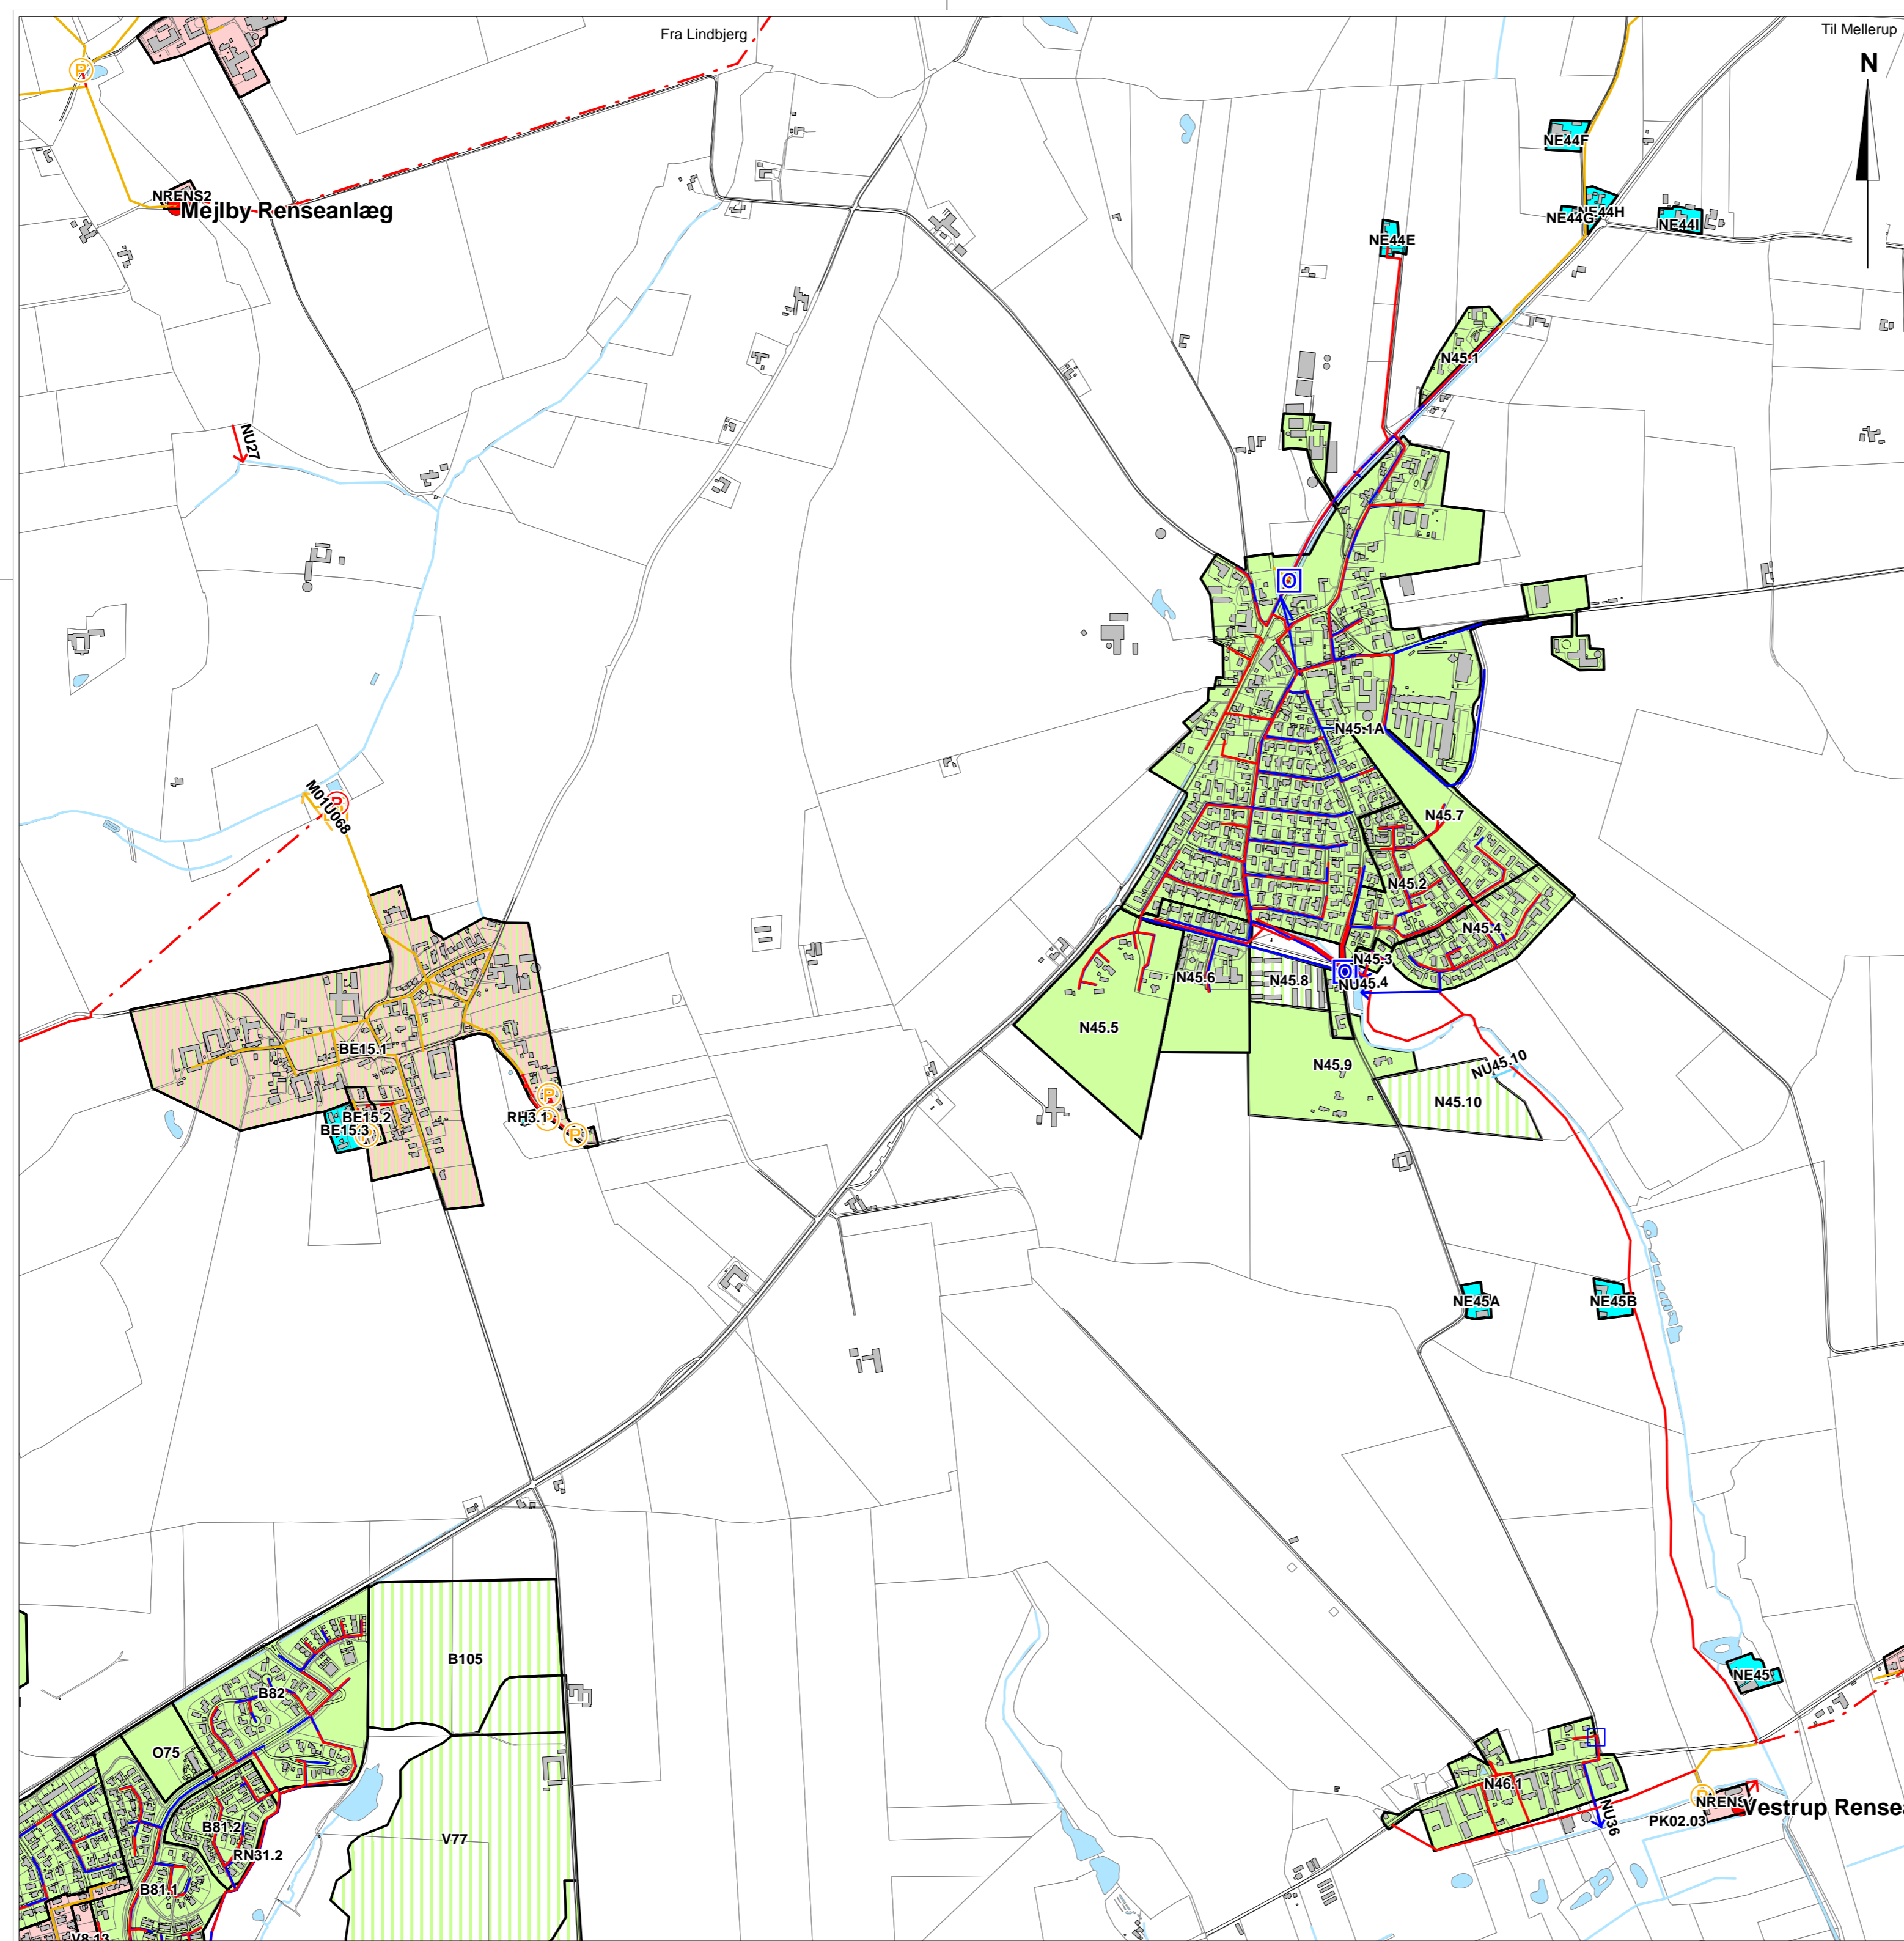 Fra Lindbjerg
Til Mellerup
N
P
NE44F
NRENS2
Mejlby Renseanlæg
NE44H
NE44G
NE44I
NE44E
N45.1
NU27
O
N45.1A
P
M01U068
N45.7
N45.2
N45.4
N45.3
O
N45.6
N45.8
NU45.4
N45.5
BE15.1
N45.9
NU45.10
N45.10
P
BE15.2
RH3.1
P
BE15.3
P
P
NE45A
NE45B
B105
NE45
B82
O75
N46.1
P
NRENS
Vestrup Rensea
NU36
PK02.03
B81.2
V77
RN31.2
B81.1
V8.13